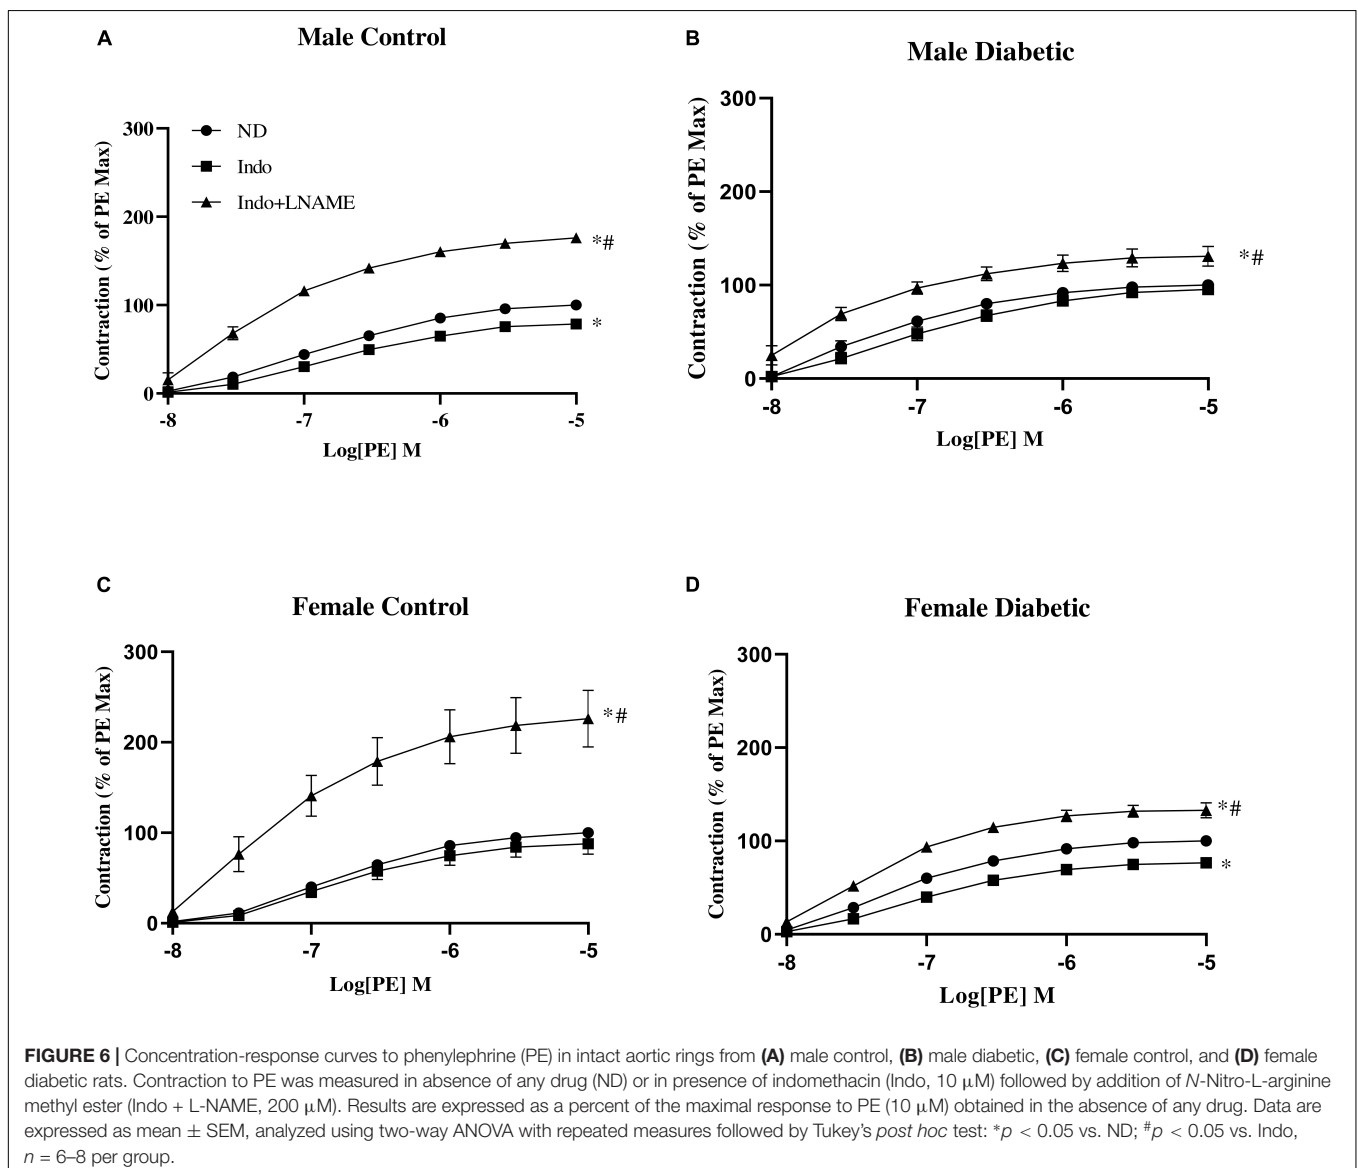 A
Male Control
300
200
100
0
-8
-7
-6
-5
Contraction (% of PE Max)
Log[PE] M
ND
Indo
Indo+LNAME
*#
*
B
Male Diabetic
300
200
100
0
-8
-7
-6
-5
Contraction (% of PE Max)
Log[PE] M
*#
C
Female Control
300
200
100
0
-8
-7
-6
-5
Contraction (% of PE Max)
Log[PE] M
*#
D
Female Diabetic
300
200
100
0
-8
-7
-6
-5
Contraction (% of PE Max)
Log[PE] M
*#
*
FIGURE 6 | Concentration-response curves to phenylephrine (PE) in intact aortic rings from (A) male control, (B) male diabetic, (C) female control, and (D) female
diabetic rats. Contraction to PE was measured in absence of any drug (ND) or in presence of indomethacin (Indo, 10 μM) followed by addition of N-Nitro-L-arginine
methyl ester (Indo + L-NAME, 200 μM). Results are expressed as a percent of the maximal response to PE (10 μM) obtained in the absence of any drug. Data are
expressed as mean ± SEM, analyzed using two-way ANOVA with repeated measures followed by Tukey's post hoc test: *p < 0.05 vs. ND; #p < 0.05 vs. Indo,
n = 6–8 per group.